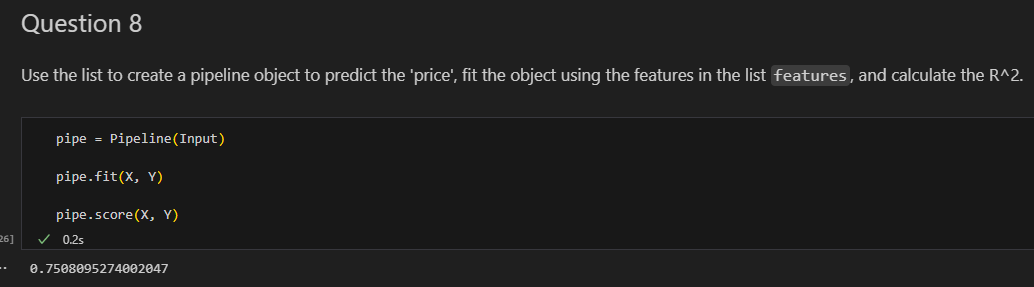 Question 8
Use the list to create a pipeline object to predict the 'price', fit the object using the features in the list features, and calculate the R^2.
pipe = Pipeline(Input)
pipe.fit(X, Y)
pipe.score(X, Y)
26]
0.2s
0.7508095274002047